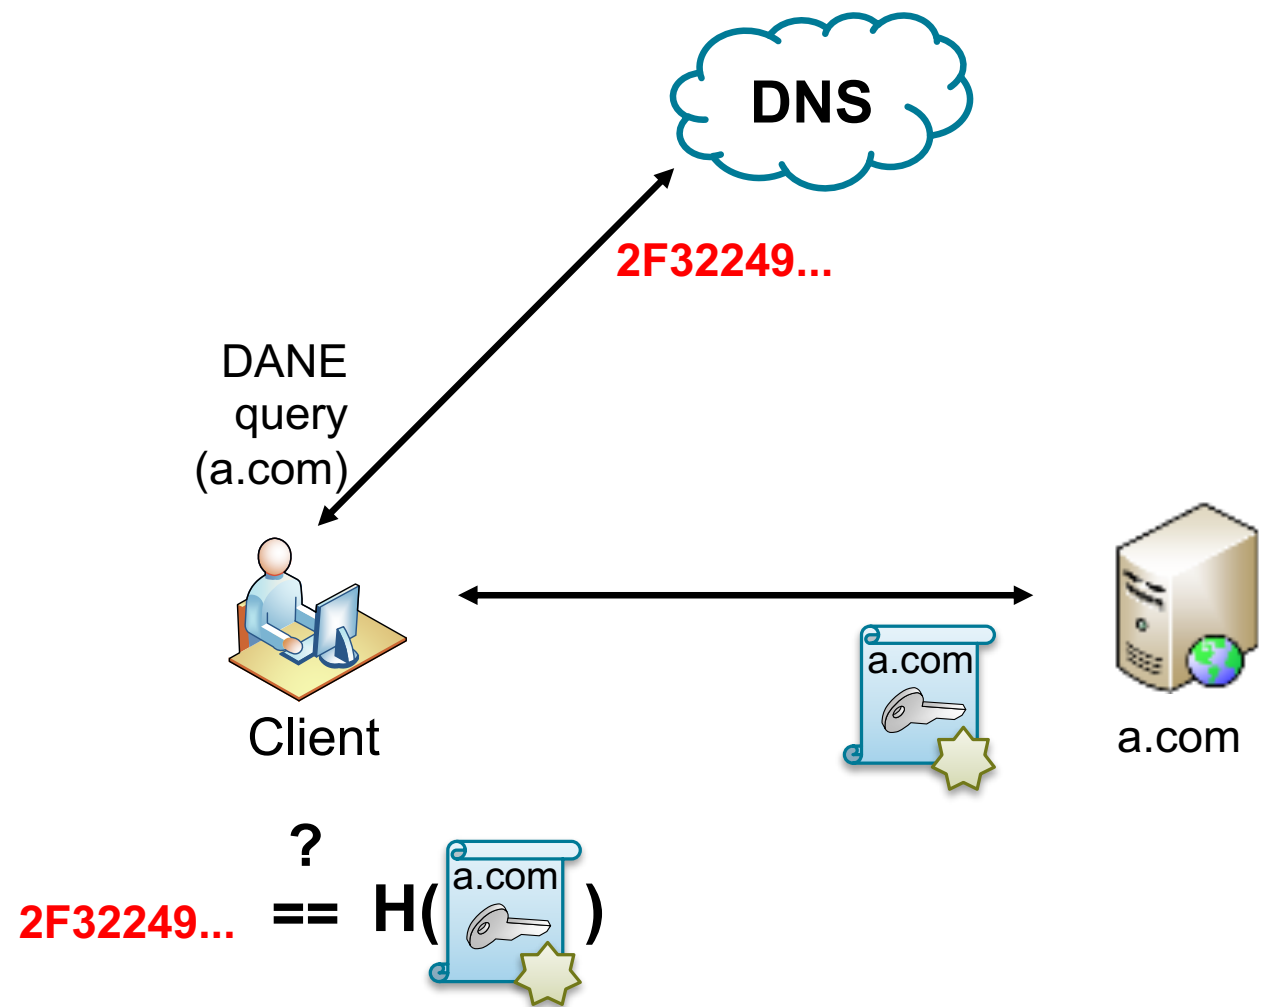 DNS
2F32249...
DANE
query
(a.com)
a.com
Client
a.com
?
2F32249... == H( a.com )